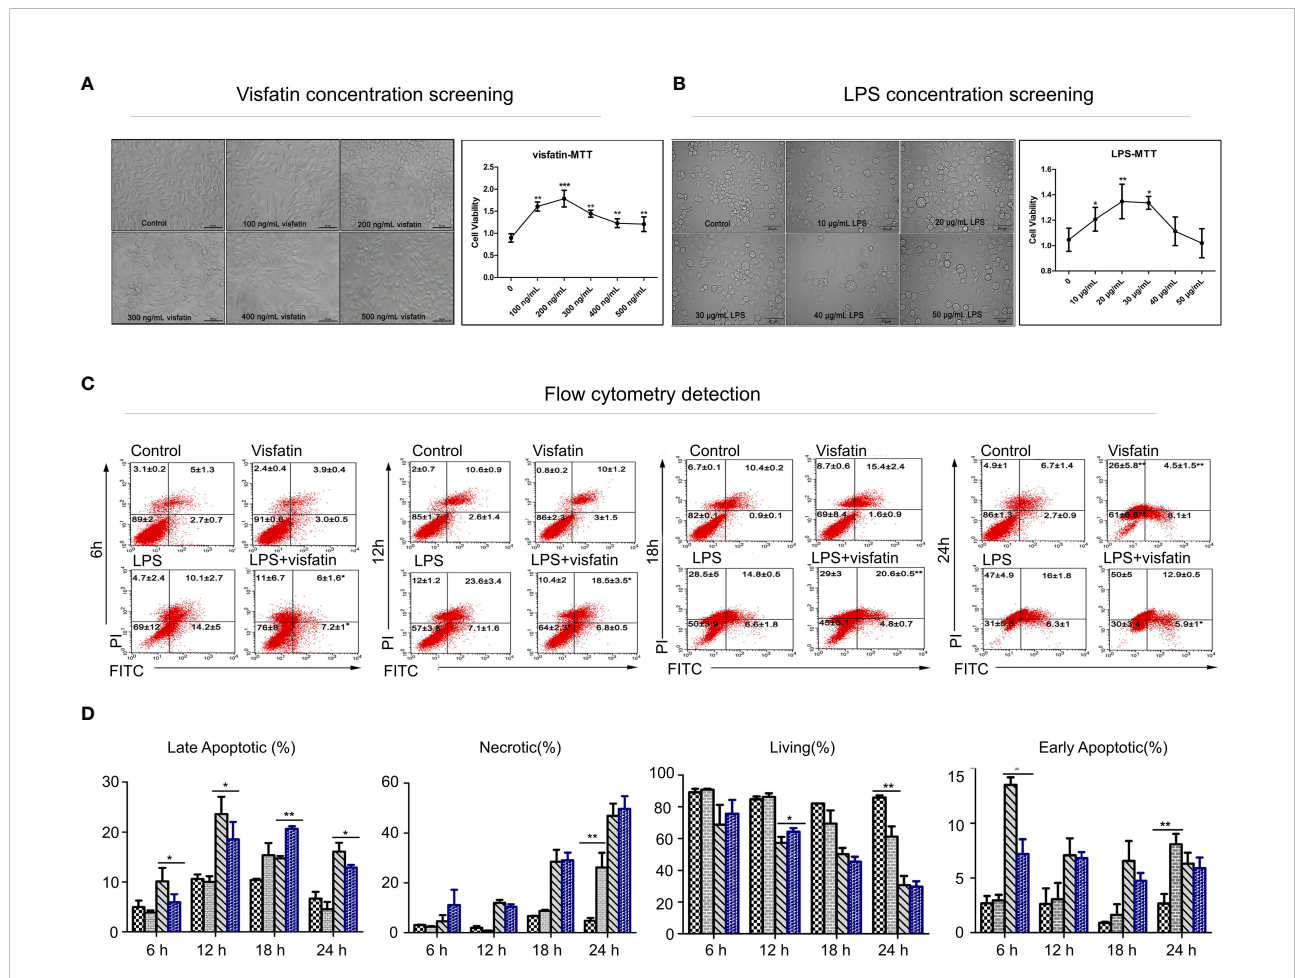 A
Visfatin concentration screening
Control
100 ng/mL visfatin
200 ng/mL visfatin
300 ng/mL visfatin
400 ng/mL visfatin
500 ng/mL visfatin
visfatin-MTT
Cell Viability
2.5
2.0
1.5
1.0
0.5
0.0
** *** ** ** **
0 100 ng/mL 200 ng/mL 300 ng/mL 400 ng/mL 500 ng/mL
B
LPS concentration screening
Control
10 µg/mL LPS
20 µg/mL LPS
30 µg/mL LPS
40 µg/mL LPS
50 µg/mL LPS
LPS-MTT
Cell Viability
1.6
1.4
1.2
1.0
0.8
* ** *
0 10 µg/mL 20 µg/mL 30 µg/mL 40 µg/mL 50 µg/mL
C
Flow cytometry detection
6h
Control
3.1±0.2 5±1.3
89±2 2.7±0.7
Visfatin
2.4±0.4 3.9±0.4
91±0.6 3.0±0.5
LPS
4.7±2.4 10.1±2.7
69±12 14.2±5
LPS+visfatin
11±6.7 6±1.6*
76±8 7.2±1*
PI
FITC
12h
Control
2±0.7 10.6±0.9
85±1.7 2.6±1.4
Visfatin
0.8±0.2 10±1.2
86±2.3 3±1.5
LPS
12±1.2 23.6±3.4
57±3.8 7.1±1.6
LPS+visfatin
10.4±2 18.5±3.5*
64±2.3* 6.8±0.5
PI
FITC
18h
Control
6.7±0.1 10.4±0.2
82±0.1 0.9±0.1
Visfatin
8.7±0.6 15.4±2.4
69±8.4 1.6±0.9
LPS
28.5±5 14.8±0.5
50±3.9 6.6±1.8
LPS+visfatin
29±3 20.6±0.5**
45±3.1 4.8±0.7
PI
FITC
24h
Control
4.9±1 6.7±1.4
86±1.3 2.7±0.9
Visfatin
26±5.8** 4.5±1.5**
8.1±1
LPS
47±4.9 16±1.8
6.3±1
LPS+visfatin
50±5 12.9±0.5
30±3.4 5.9±1*
PI
FITC
D
Late Apoptotic (%)
30
20
10
0
* * ** *
6 h 12 h 18 h 24 h
Necrotic(%)
60
40
20
0
**
6 h 12 h 18 h 24 h
Living(%)
100
80
60
40
20
0
* **
6 h 12 h 18 h 24 h
Early Apoptotic(%)
15
10
5
0
* **
6 h 12 h 18 h 24 h